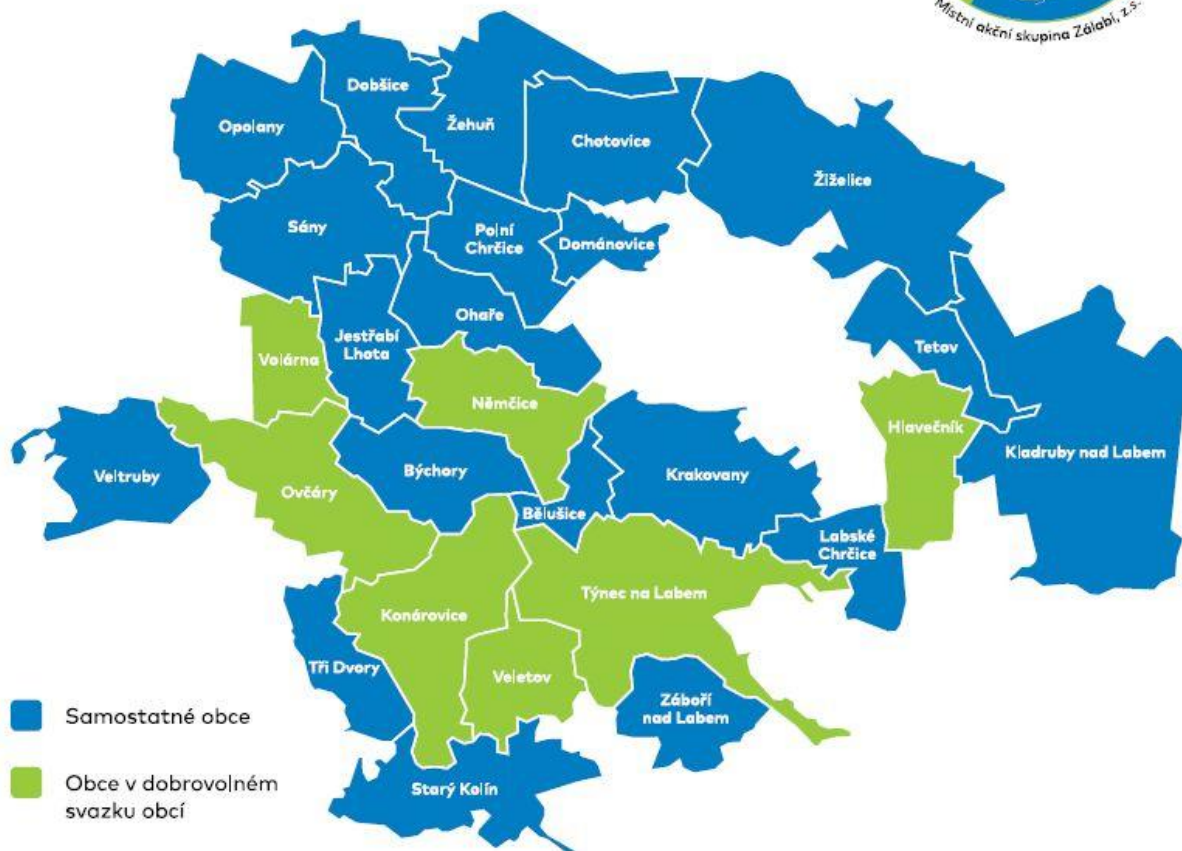 Místní akční skupina Zálabí, z.s.
Dobšice
Opolany
Žehuň
Chotovice
Žiželice
Sány
Polní
Chrčice
Dománovice
Ohaře
Jestřabí
Lhota
Volárna
Tetov
Němčice
Hlavečník
Kladruby nad Labem
Veltruby
Ovčáry
Býchory
Krakovany
Bělušice
Labské
Chrčice
Týnec na Labem
Konárovice
Tři Dvory
Veletov
Záboří
nad Labem
Starý Kolín
Samostatné obce
Obce v dobrovolném
svazku obcí